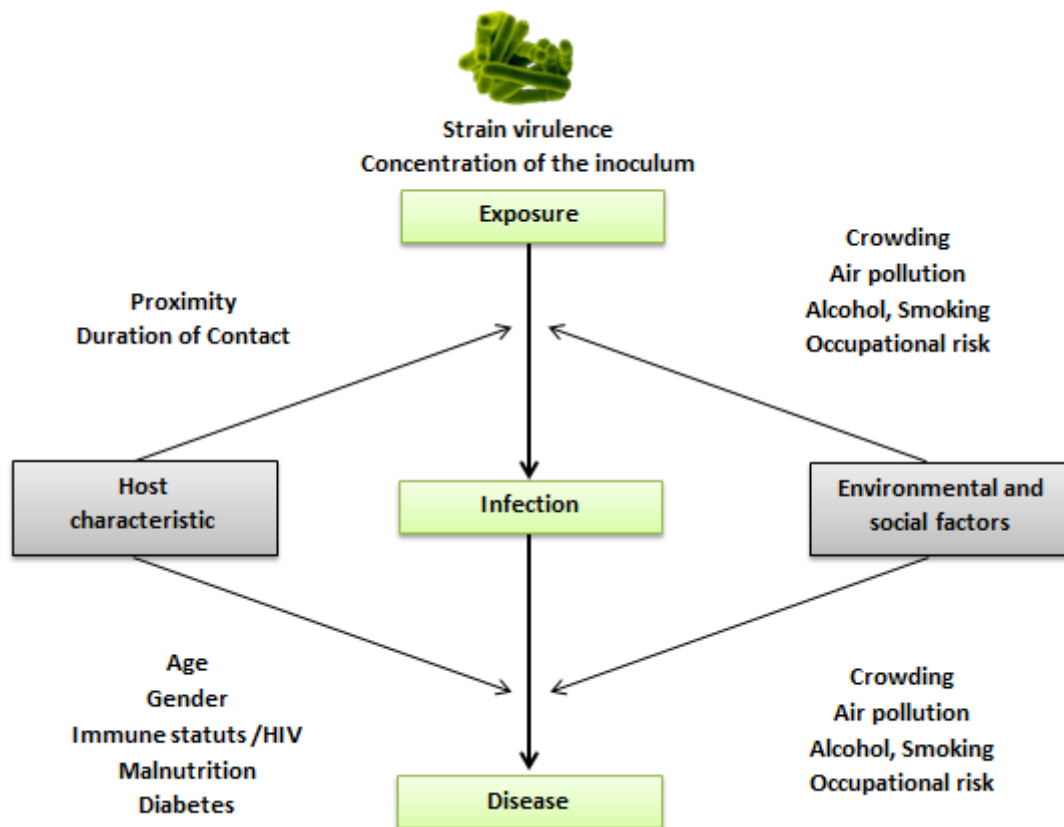 Strain virulence
Concentration of the inoculum
Exposure
Crowding
Air pollution
Alcohol, Smoking
Occupational risk
Proximity
Duration of Contact
Host
characteristic
Infection
Environmental and
social factors
Age
Gender
Immune statuts /HIV
Malnutrition
Diabetes
Crowding
Air pollution
Alcohol, Smoking
Occupational risk
Disease